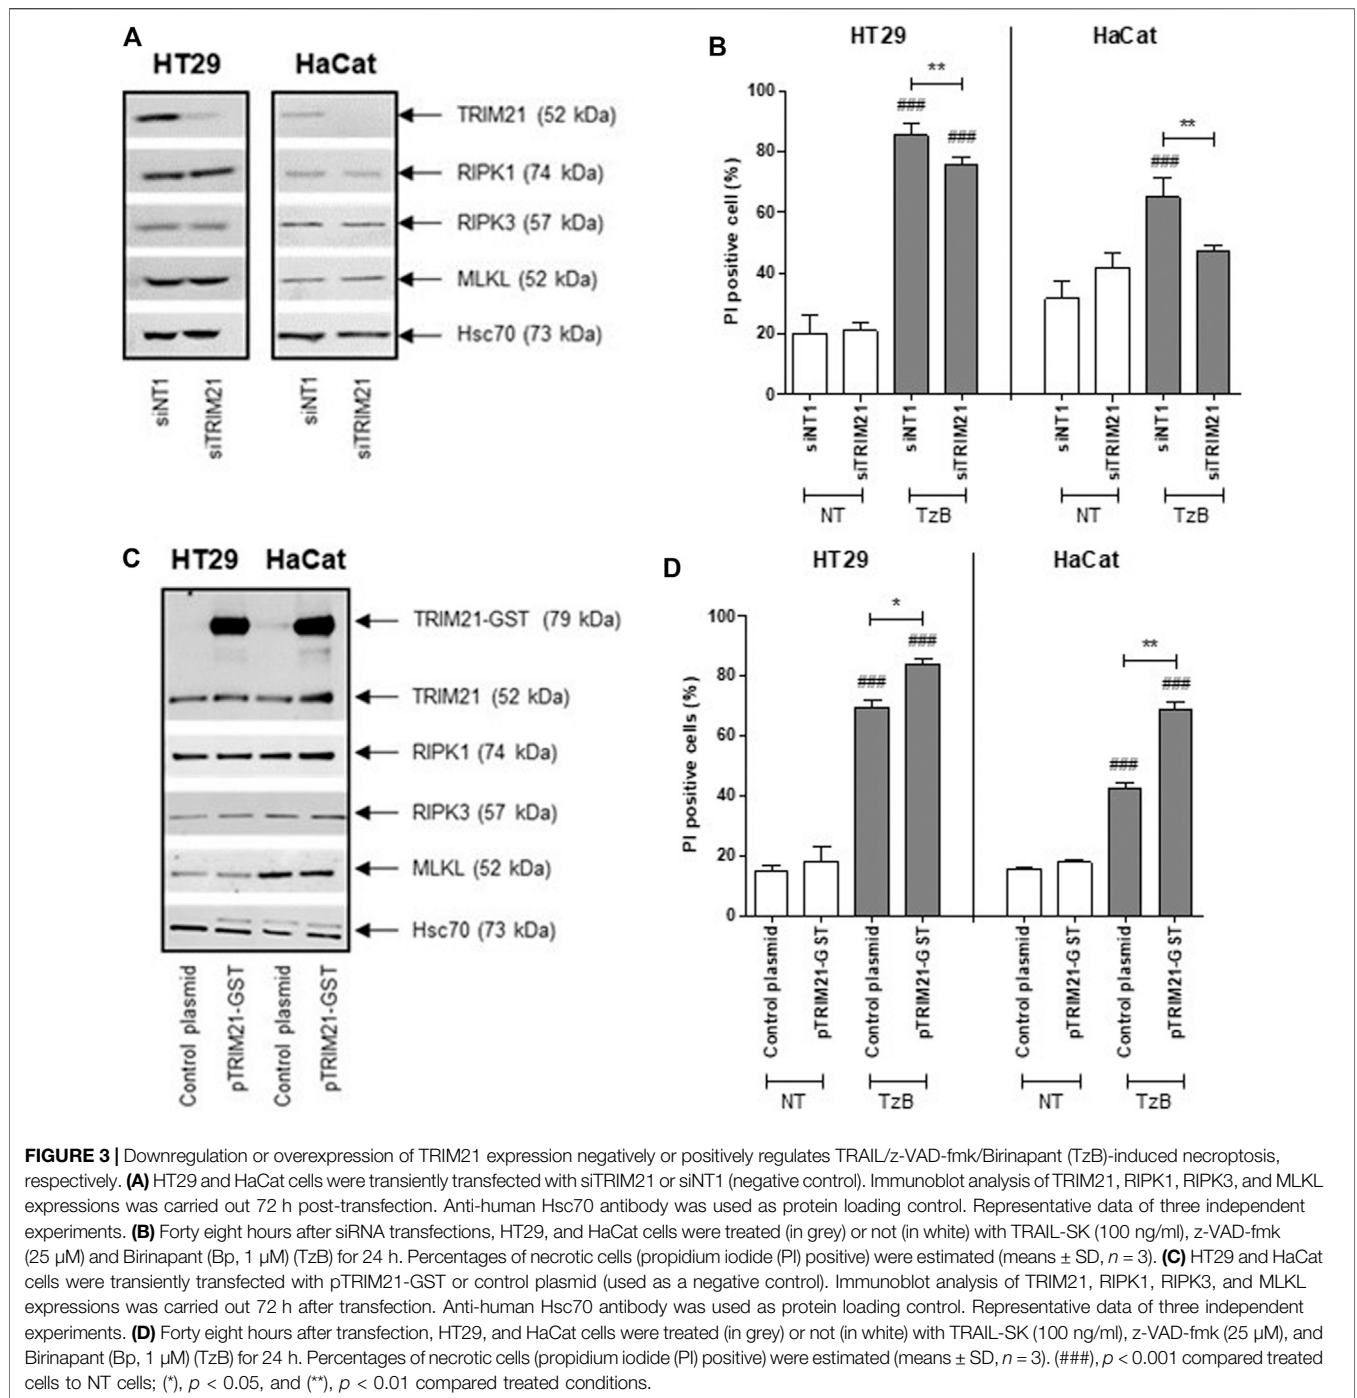 A
HT29 HaCat
TRIM21 (52 kDa)
RIPK1 (74 kDa)
RIPK3 (57 kDa)
MLKL (52 kDa)
Hsc70 (73 kDa)
siNT1 siTRIM21 siNT1 siTRIM21
B
HT29 HaCat
PI positive cell (%)
100
80
60
40
20
0
### ** ### ### **
siNT1 siTRIM21 siNT1 siTRIM21 siNT1 siTRIM21 siNT1 siTRIM21
NT TzB NT TzB
C
HT29 HaCat
TRIM21-GST (79 kDa)
TRIM21 (52 kDa)
RIPK1 (74 kDa)
RIPK3 (57 kDa)
MLKL (52 kDa)
Hsc70 (73 kDa)
Control plasmid pTRIM21-GST Control plasmid pTRIM21-GST
D
HT29 HaCat
PI positive cells (%)
100
80
60
40
20
0
### * ### ### ** ###
Control plasmid pTRIM21-GST Control plasmid pTRIM21-GST Control plasmid pTRIM21-GST Control plasmid pTRIM21-GST
NT TzB NT TzB
FIGURE 3 | Downregulation or overexpression of TRIM21 expression negatively or positively regulates TRAIL/z-VAD-fmk/Birinapant (TzB)-induced necroptosis,
respectively. (A) HT29 and HaCat cells were transiently transfected with siTRIM21 or siNT1 (negative control). Immunoblot analysis of TRIM21, RIPK1, RIPK3, and MLKL
expressions was carried out 72 h post-transfection. Anti-human Hsc70 antibody was used as protein loading control. Representative data of three independent
experiments. (B) Forty eight hours after siRNA transfections, HT29, and HaCat cells were treated (in grey) or not (in white) with TRAIL-SK (100 ng/ml), z-VAD-fmk
(25 µM) and Birinapant (Bp, 1 µM) (TzB) for 24 h. Percentages of necrotic cells (propidium iodide (PI) positive) were estimated (means ± SD, n = 3). (C) HT29 and HaCat
cells were transiently transfected with pTRIM21-GST or control plasmid (used as a negative control). Immunoblot analysis of TRIM21, RIPK1, RIPK3, and MLKL
expressions was carried out 72 h after transfection. Anti-human Hsc70 antibody was used as protein loading control. Representative data of three independent
experiments. (D) Forty eight hours after transfection, HT29, and HaCat cells were treated (in grey) or not (in white) with TRAIL-SK (100 ng/ml), z-VAD-fmk (25 µM), and
Birinapant (Bp, 1 µM) (TzB) for 24 h. Percentages of necrotic cells (propidium iodide (PI) positive) were estimated (means ± SD, n = 3). (###), p < 0.001 compared treated
cells to NT cells; (*), p < 0.05, and (**), p < 0.01 compared treated conditions.